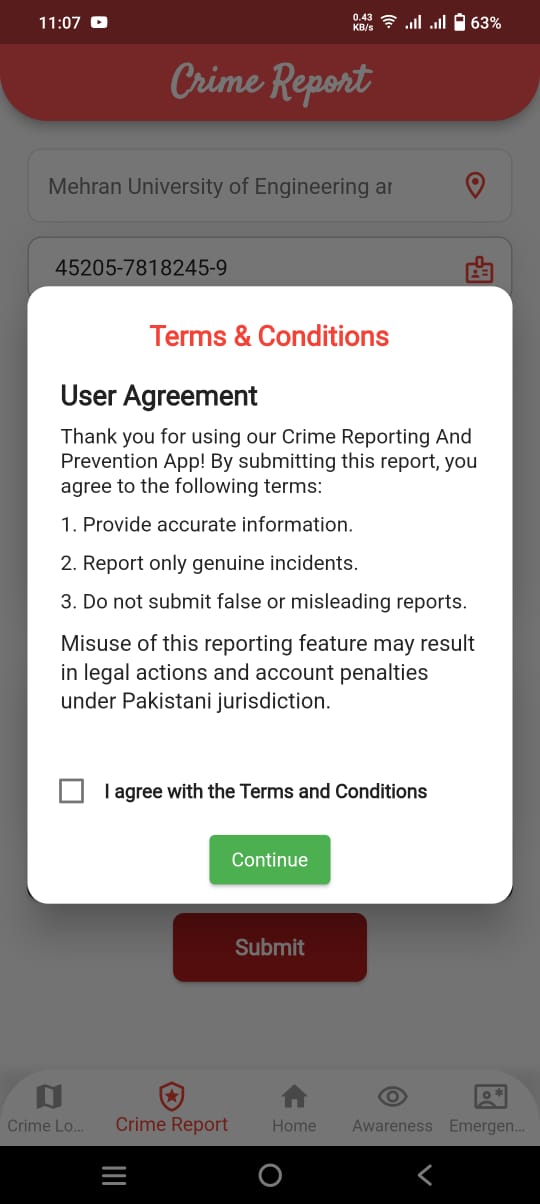 11:07
0.43
KB/s
63%
Crime Report
Mehran University of Engineering ar
45205-7818245-9
Terms & Conditions
User Agreement
Thank you for using our Crime Reporting And
Prevention App! By submitting this report, you
agree to the following terms:
1. Provide accurate information.
2. Report only genuine incidents.
3. Do not submit false or misleading reports.
Misuse of this reporting feature may result
in legal actions and account penalties
under Pakistani jurisdiction.
I agree with the Terms and Conditions
Continue
Submit
Crime Lo...
Crime Report
Home
Awareness
Emergen...